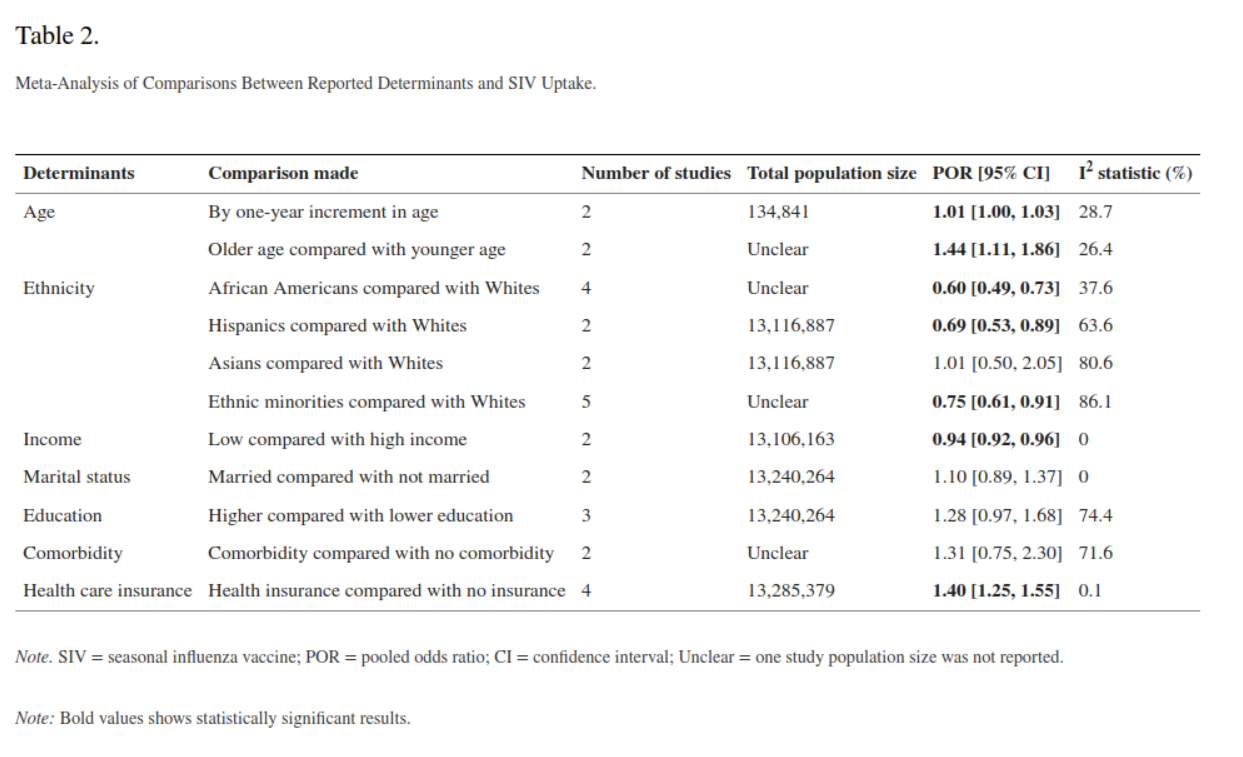 Table 2.
Meta-Analysis of Comparisons Between Reported Determinants and SIV Uptake.
Determinants Comparison made Number of studies Total population size POR [95% CI] I² statistic (%)
Age By one-year increment in age 2 134,841 1.01 [1.00, 1.03] 28.7
Older age compared with younger age 2 Unclear 1.44 [1.11, 1.86] 26.4
Ethnicity African Americans compared with Whites 4 Unclear 0.60 [0.49, 0.73] 37.6
Hispanics compared with Whites 2 13,116,887 0.69 [0.53, 0.89] 63.6
Asians compared with Whites 2 13,116,887 1.01 [0.50, 2.05] 80.6
Ethnic minorities compared with Whites 5 Unclear 0.75 [0.61, 0.91] 86.1
Income Low compared with high income 2 13,106,163 0.94 [0.92, 0.96] 0
Marital status Married compared with not married 2 13,240,264 1.10 [0.89, 1.37] 0
Education Higher compared with lower education 3 13,240,264 1.28 [0.97, 1.68] 74.4
Comorbidity Comorbidity compared with no comorbidity 2 Unclear 1.31 [0.75, 2.30] 71.6
Health care insurance Health insurance compared with no insurance 4 13,285,379 1.40 [1.25, 1.55] 0.1
Note. SIV = seasonal influenza vaccine; POR = pooled odds ratio; CI = confidence interval; Unclear = one study population size was not reported.
Note: Bold values shows statistically significant results.